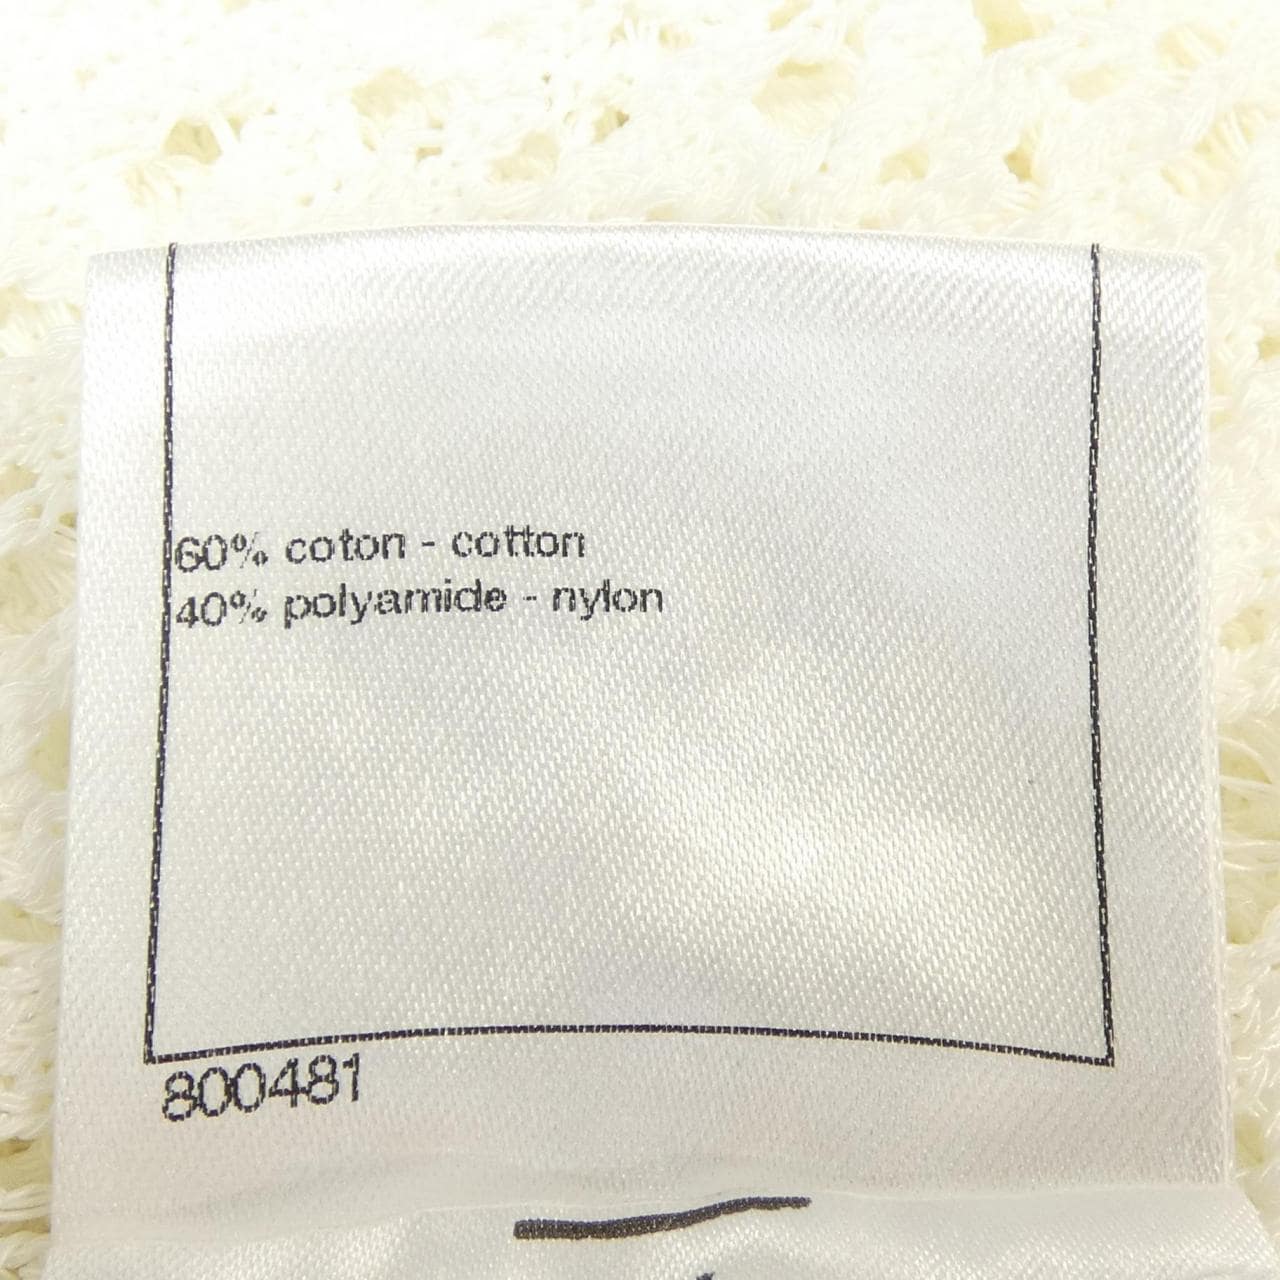 60% coton - cotton
40% polyamide - nylon
800481